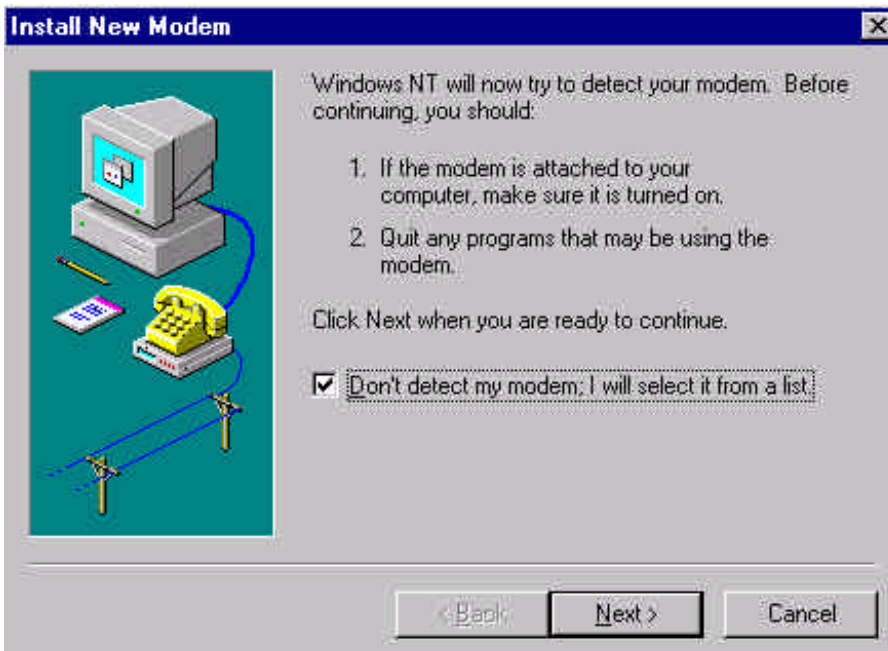 Install New Modem
Windows NT will now try to detect your modem. Before
continuing, you should:
1. If the modem is attached to your
computer, make sure it is turned on.
2. Quit any programs that may be using the
modem.
Click Next when you are ready to continue.
Don't detect my modem; I will select it from a list.
< Back
Next >
Cancel